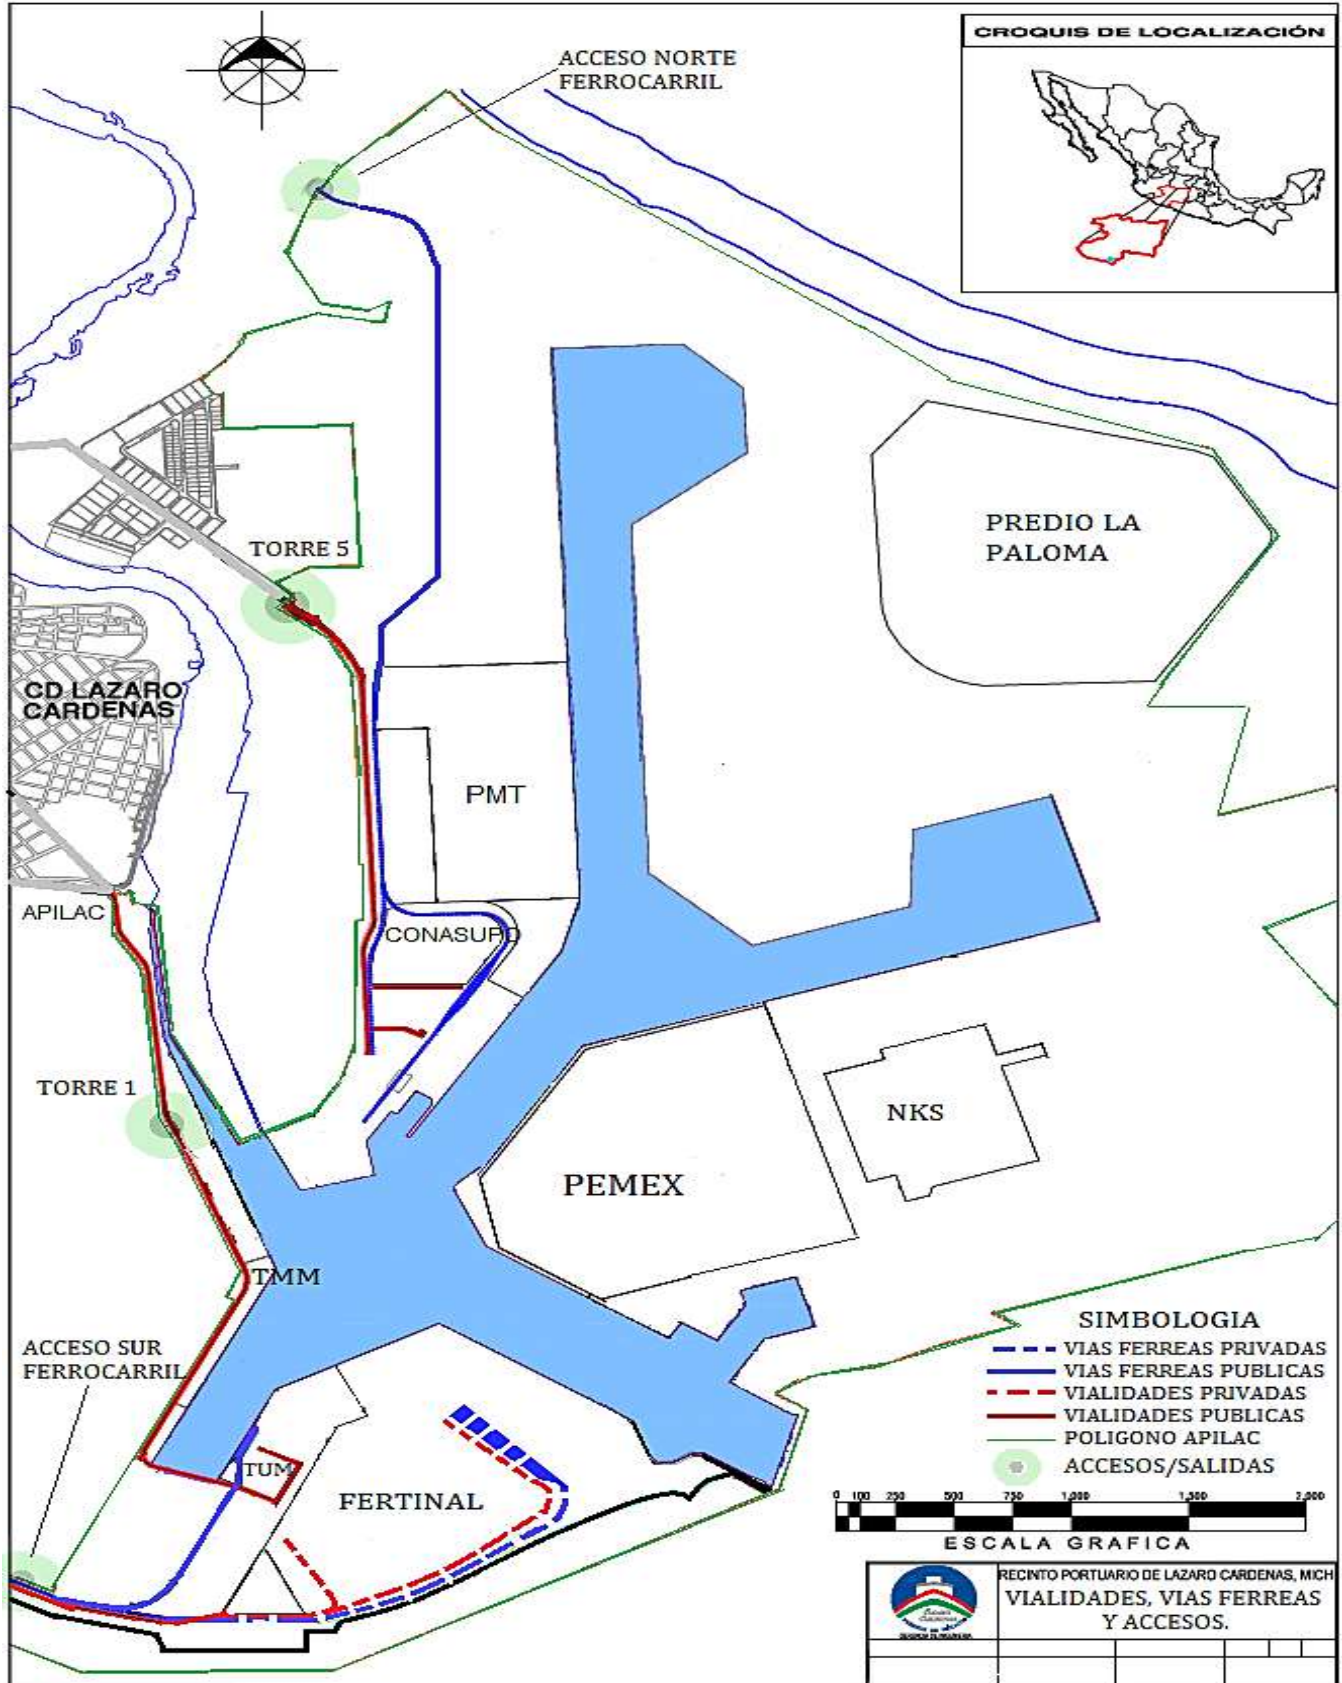 CROQUIS DE LOCALIZACIÓN
ACCESO NORTE
FERROCARRIL
PREDIO LA
PALOMA
TORRE 5
CD LAZARO
CARDENAS
PMT
APILAC
CONASUPO
TORRE 1
NKS
PEMEX
TMM
ACCESO SUR
FERROCARRIL
TUM
FERTINAL
SIMBOLOGIA
VIAS FERREAS PRIVADAS
VIAS FERREAS PUBLICAS
VIALIDADES PRIVADAS
VIALIDADES PUBLICAS
POLIGONO APILAC
ACCESOS/SALIDAS
0 100 250 500 750 1,000 1,500 2,000
ESCALA GRAFICA
RECINTO PORTUARIO DE LAZARO CARDENAS, MICH
VIALIDADES, VIAS FERREAS
Y ACCESOS.